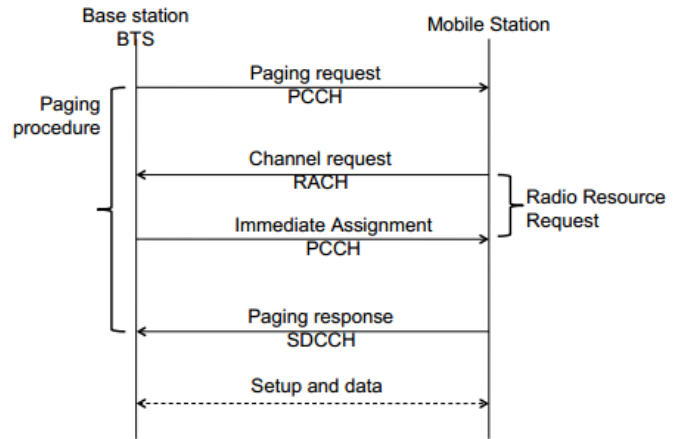 Base station
BTS
Mobile Station
Paging request
PCCH
Paging
procedure
Channel request
RACH
Radio Resource
Request
Immediate Assignment
PCCH
Paging response
SDCCH
Setup and data